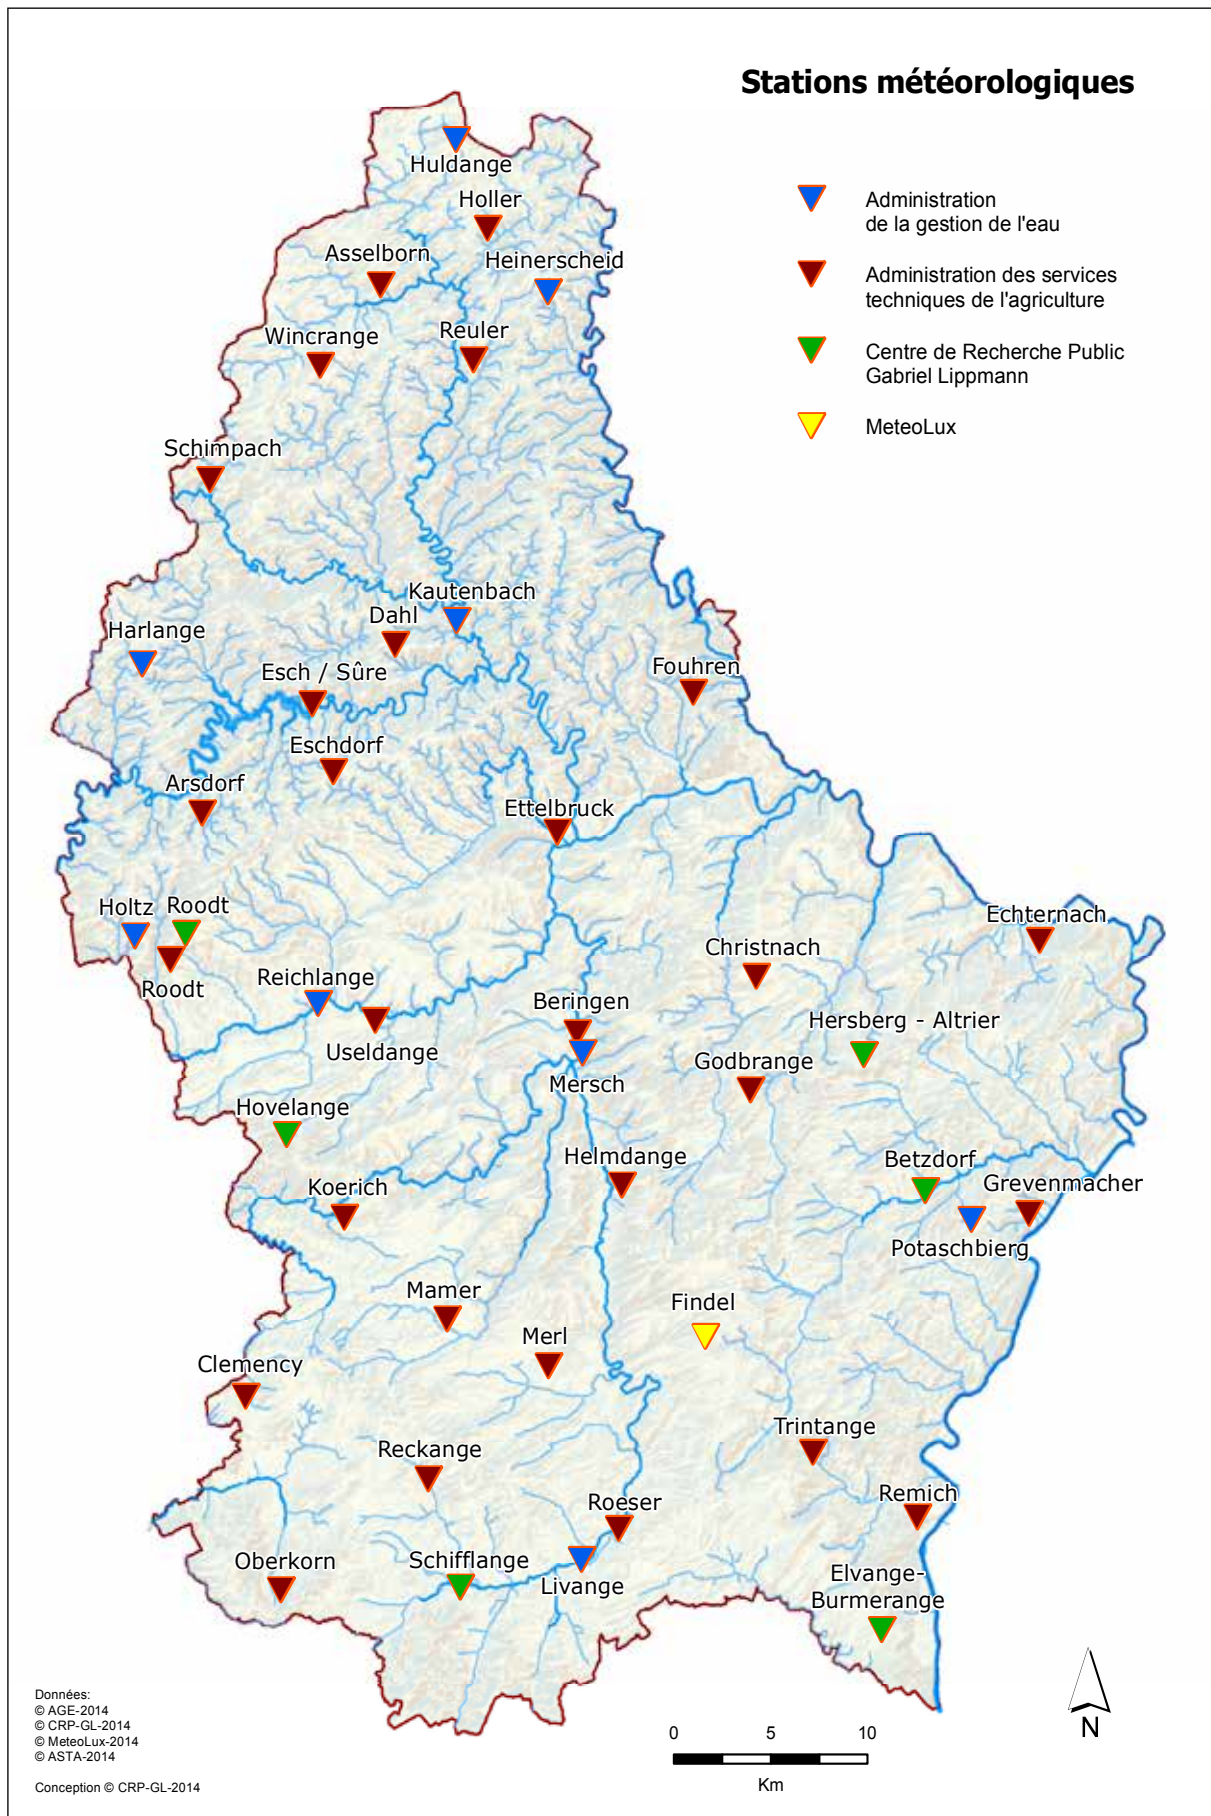 Stations météorologiques
Administration
de la gestion de l'eau
Administration des services
techniques de l'agriculture
Centre de Recherche Public
Gabriel Lippmann
MeteoLux
Huldange
Holler
Asselborn
Heinerscheid
Wincrange
Reuler
Schimpach
Kautenbach
Dahl
Harlange
Esch / Sûre
Fouhren
Eschdorf
Arsdorf
Ettelbruck
Holtz
Roodt
Echternach
Christnach
Roodt
Reichlange
Beringen
Hersberg - Altrier
Useldange
Godbrange
Mersch
Hovelange
Helmdange
Betzdorf
Koerich
Grevenmacher
Potaschbierg
Mamer
Findel
Merl
Clemency
Trintange
Reckange
Remich
Roeser
Oberkorn
Schifflange
Livange
Elvange-
Burmerange
Données:
© AGE-2014
© CRP-GL-2014
© MeteoLux-2014
© ASTA-2014
Conception © CRP-GL-2014
0 5 10
Km
N